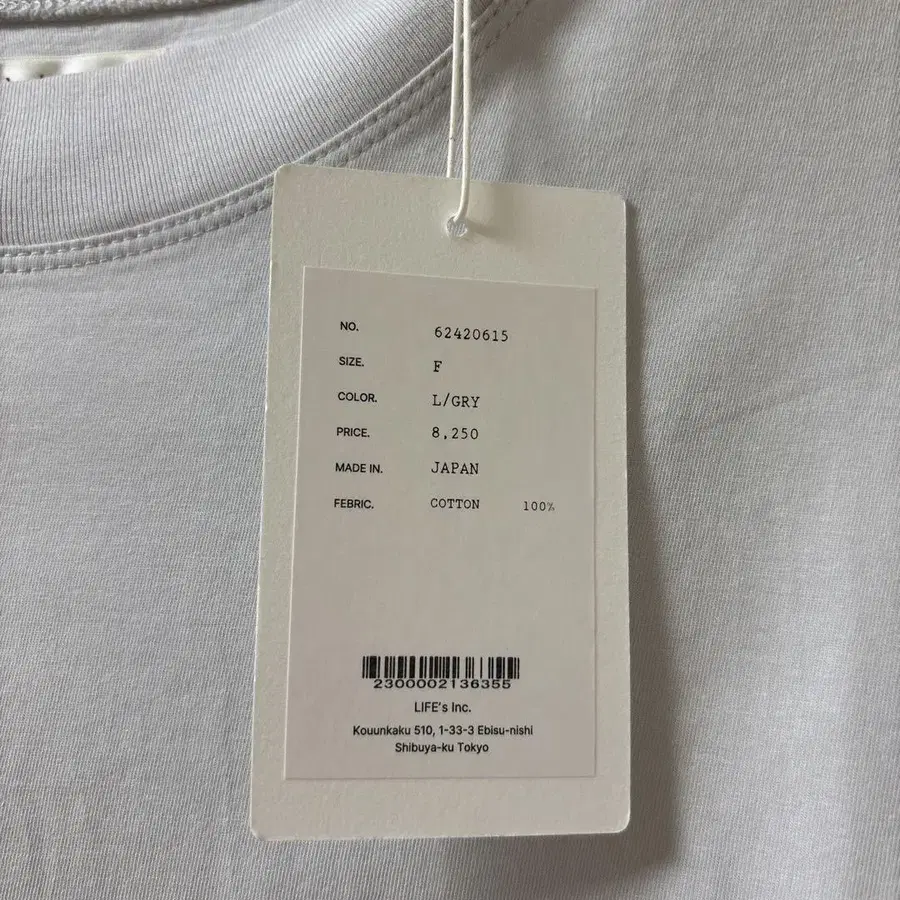 NO. 62420615
SIZE. F
COLOR. L/GRY
PRICE. 8,250
MADE IN. JAPAN
FEBRIC. COTTON 100%
2300002136355
LIFE's Inc.
Kouunkaku 510, 1-33-3 Ebisu-nishi
Shibuya-ku Tokyo